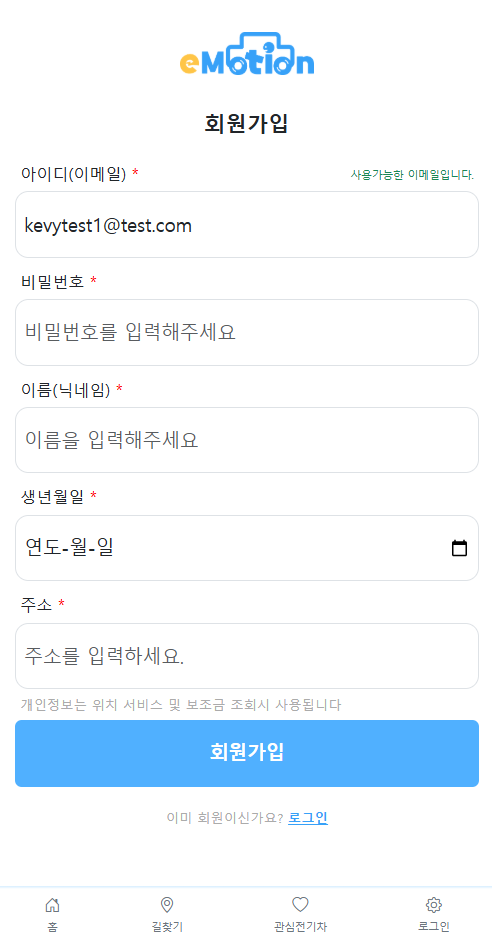 eMotion
회원가입
아이디(이메일) *
사용가능한 이메일입니다.
kevytest1@test.com
비밀번호 *
비밀번호를 입력해주세요
이름(닉네임) *
이름을 입력해주세요
생년월일 *
연도-월-일
주소 *
주소를 입력하세요.
개인정보는 위치 서비스 및 보조금 조회시 사용됩니다
회원가입
이미 회원이신가요? 로그인
홈 길찾기 관심전기차 로그인